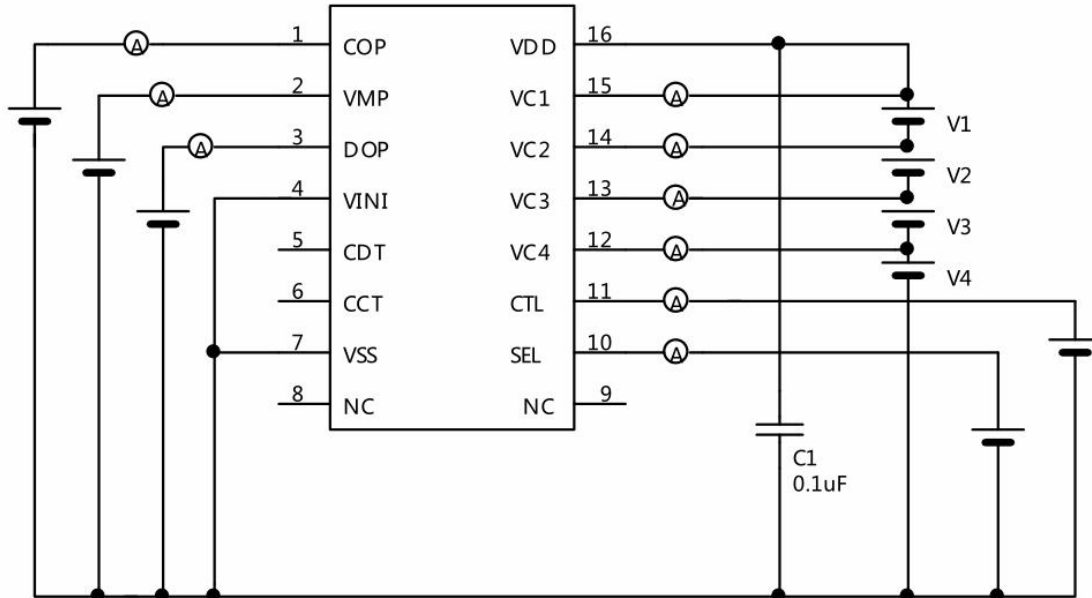 1 COP VDD 16
A
2 VMP VC1 15 A
A
V1
3 DOP VC2 14 A
A
V2
4 VINI VC3 13 A
V3
5 CDT VC4 12 A
V4
6 CCT CTL 11 A
7 VSS SEL 10 A
8 NC NC 9
C1
0.1uF